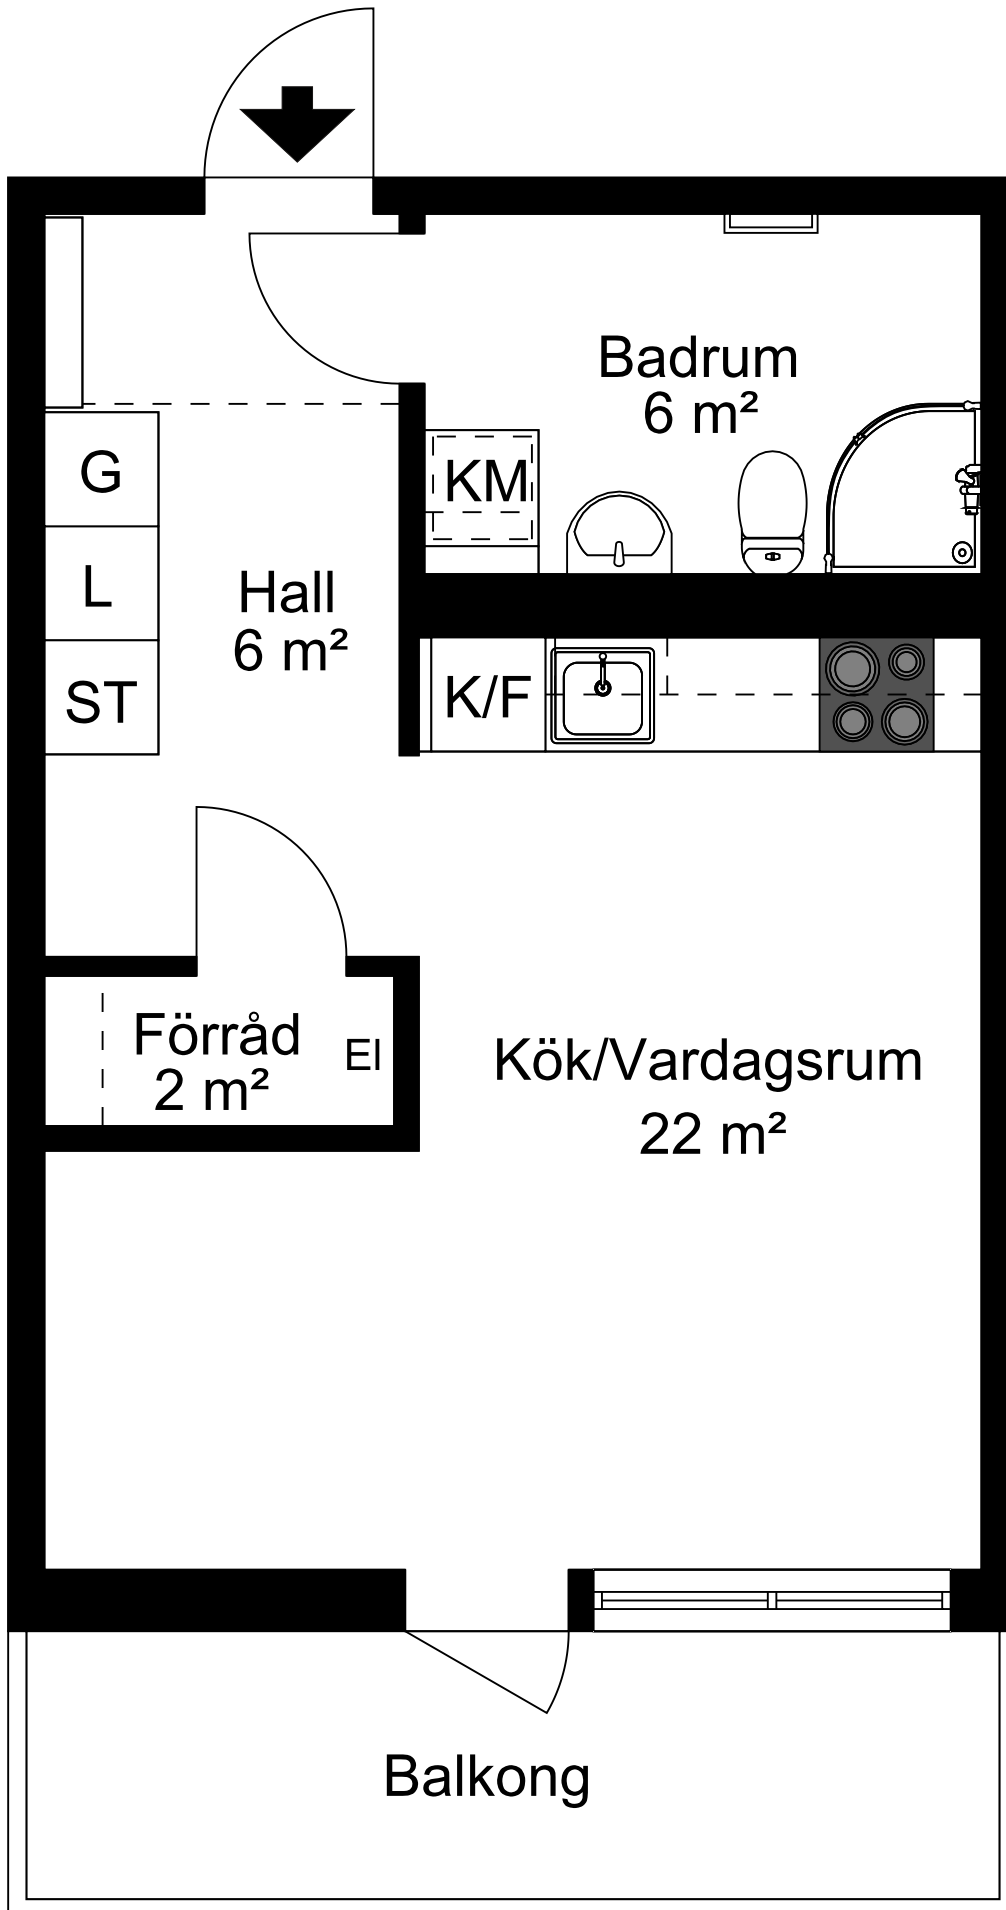 Badrum
6 m²
G
KM
L
Hall
6 m²
ST
K/F
Förråd
2 m²
El
Kök/Vardagsrum
22 m²
Balkong